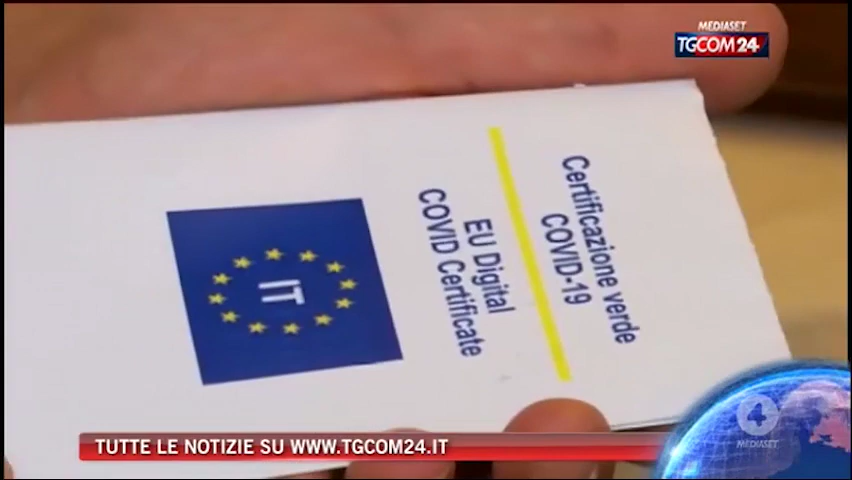 MEDIASET
TGCOM24
Certificazione verde
COVID-19
EU Digital
COVID Certificate
IT
TUTTE LE NOTIZIE SU WWW.TGCOM24.IT
4
MEDIASET